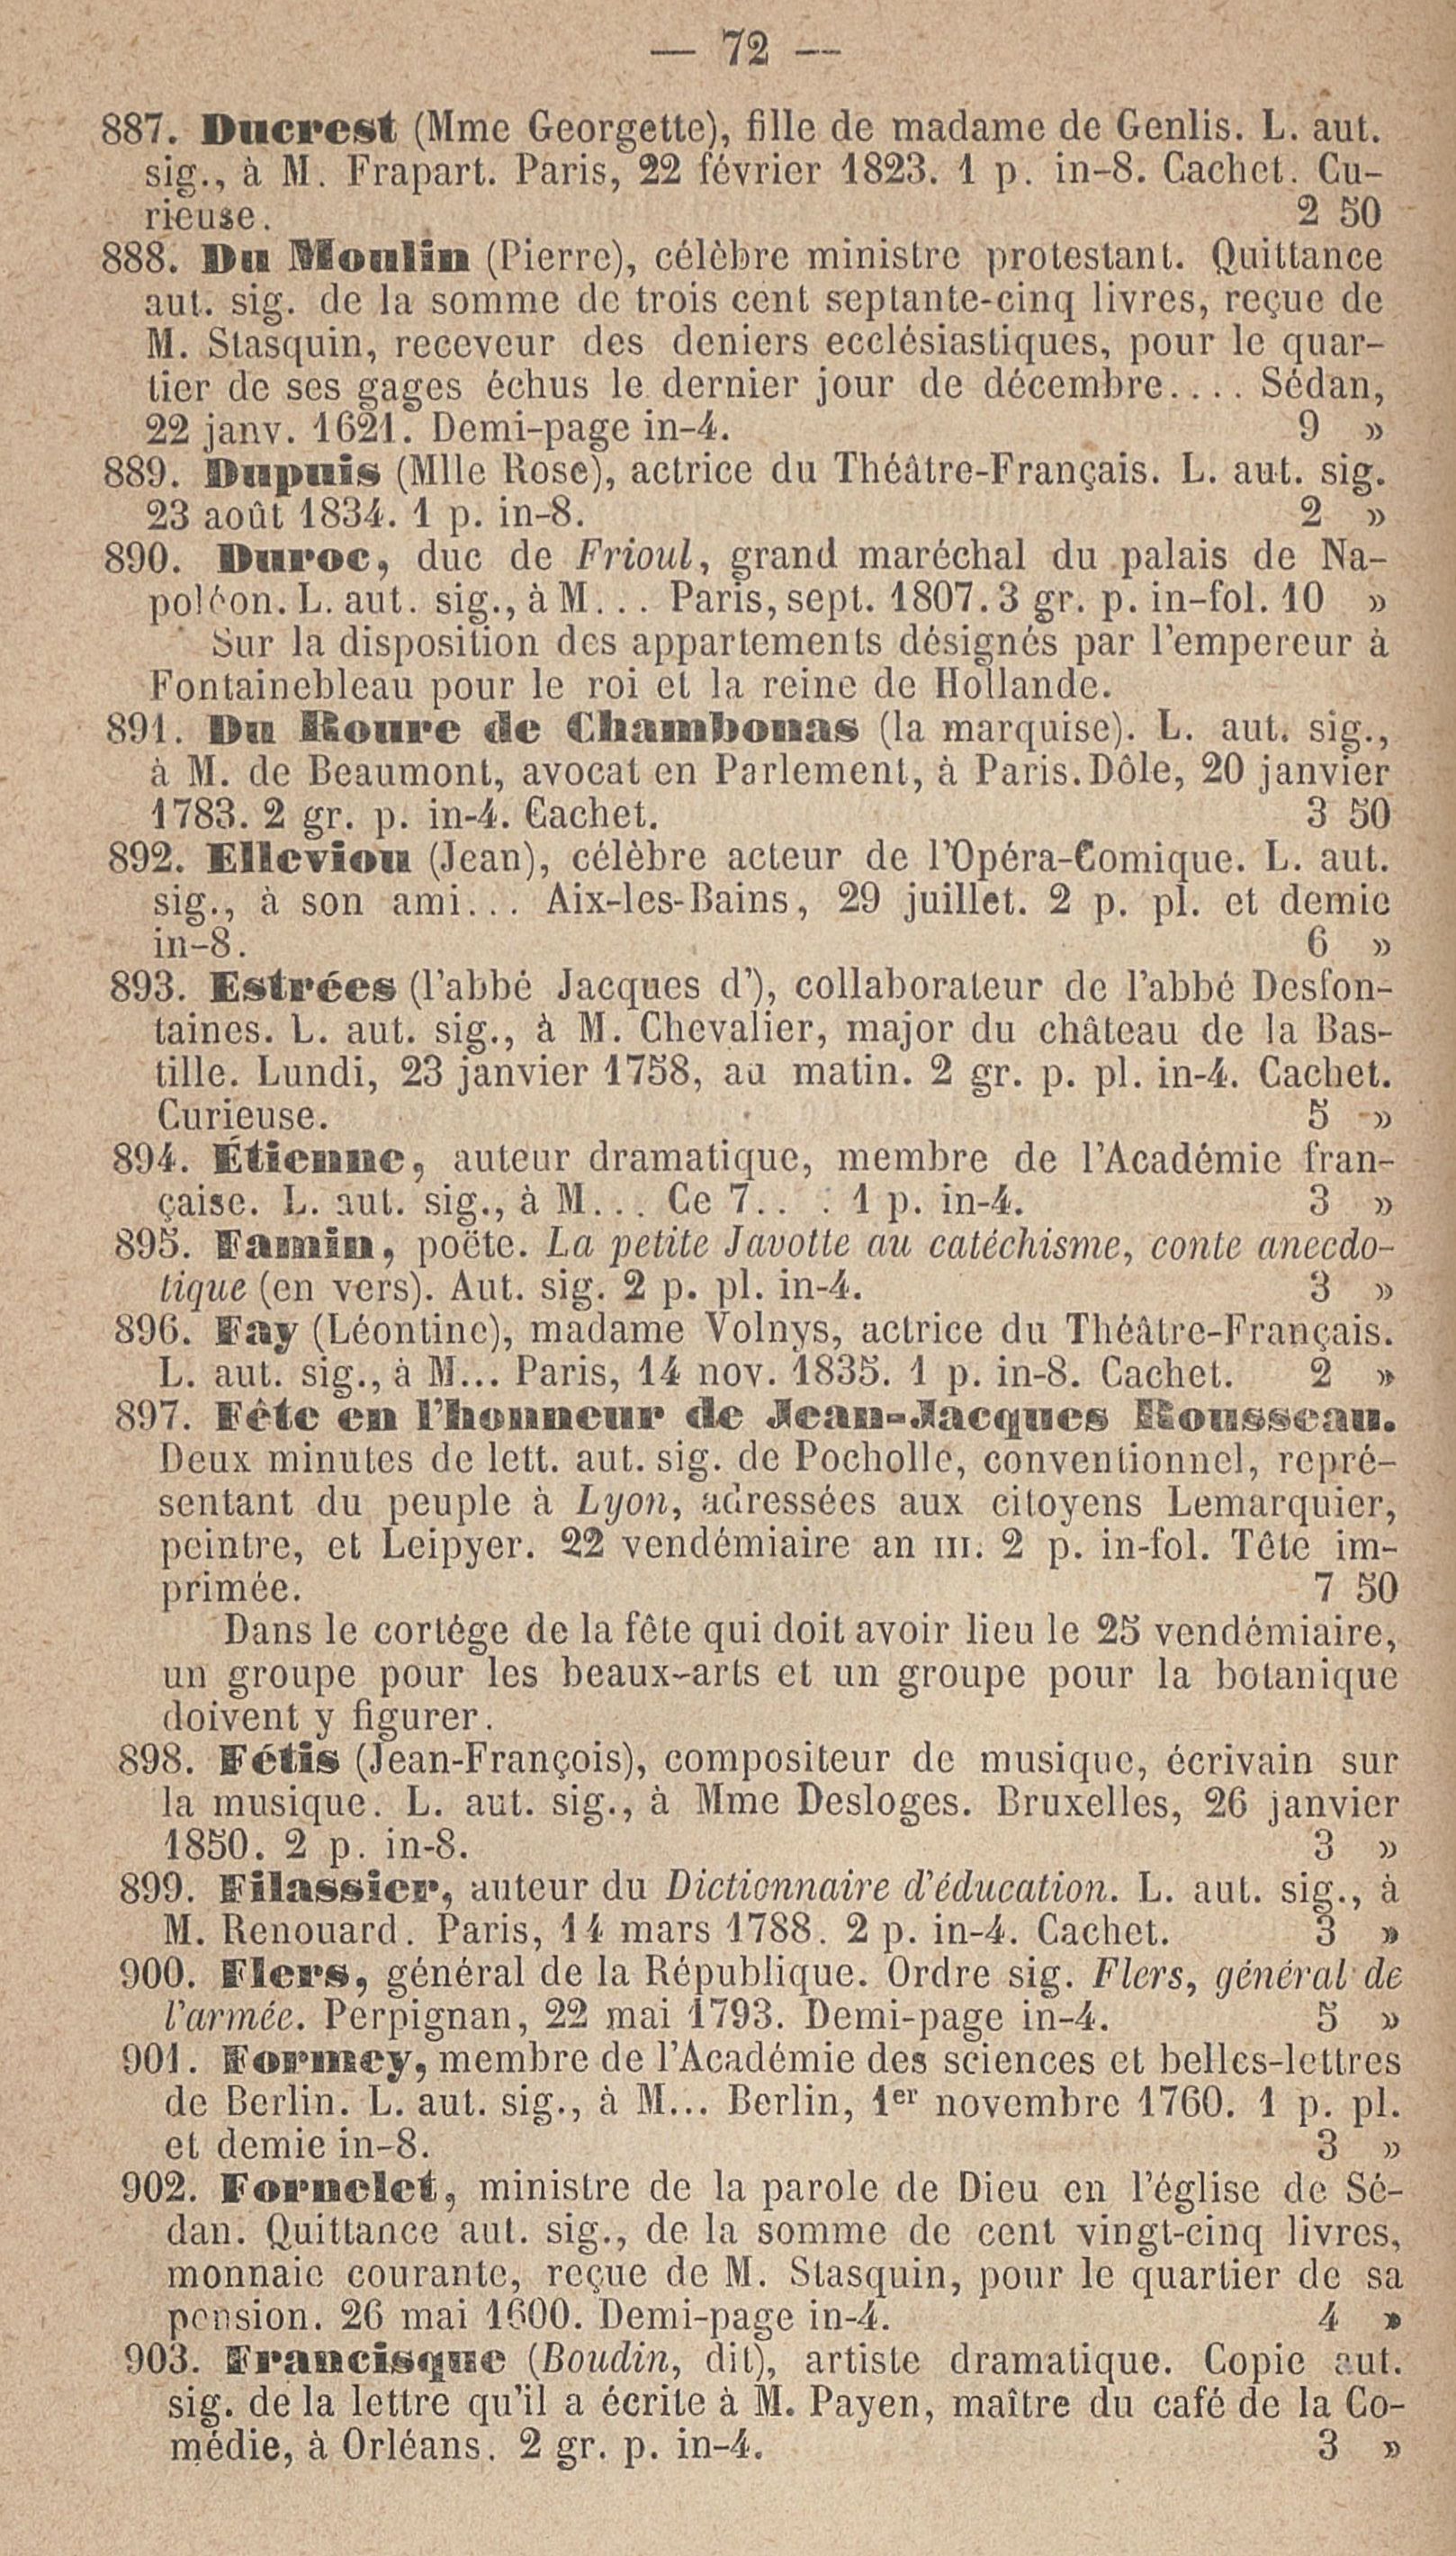 — 72 —
887. Ducrest (Mme Georgette), fille de madame de Genlis. L. aut.
sig., à M. Frapart. Paris, 22 février 1823. 1 p. in-8. Cachet. Cu-
rieuse. 2 50
888. Du Moulin (Pierre), célèbre ministre protestant. Quittance
aut. sig. de la somme de trois cent septante-cinq livres, reçue de
M. Stasquin, receveur des deniers ecclésiastiques, pour le quar-
tier de ses gages échus le dernier jour de décembre.... Sédan,
22 janv. 1621. Demi-page in-4. 9 »
889. Dupuis (Mlle Rose), actrice du Théâtre-Français. L. aut. sig.
23 août 1834. 1 p. in-8. 2 »
890. Duroc, duc de Frioul, grand maréchal du palais de Na-
poléon. L. aut. sig., à M... Paris, sept. 1807. 3 gr. p. in-fol. 10 »
Sur la disposition des appartements désignés par l'empereur à
Fontainebleau pour le roi et la reine de Hollande.
891. Du Roure de Chambonas (la marquise). L. aut. sig.,
à M. de Beaumont, avocat en Parlement, à Paris. Dôle, 20 janvier
1783. 2 gr. p. in-4. Cachet. 3 50
892. Elleviou (Jean), célèbre acteur de l'Opéra-Comique. L. aut.
sig., à son ami... Aix-les-Bains, 29 juillet. 2 p. pl. et demie
in-8. 6 »
893. Estrées (l'abbé Jacques d'), collaborateur de l'abbé Desfon-
taines. L. aut. sig., à M. Chevalier, major du château de la Bas-
tille. Lundi, 23 janvier 1758, au matin. 2 gr. p. pl. in-4. Cachet.
Curieuse. 5 »
894. Étienne, auteur dramatique, membre de l'Académie fran-
çaise. L. aut. sig., à M... Ce 7... : 1 p. in-4. 3 »
895. Famin, poëte. La petite Javotte au catéchisme, conte anecdo-
tique (en vers). Aut. sig. 2 p. pl. in-4. 3 »
896. Fay (Léontine), madame Volnys, actrice du Théâtre-Français.
L. aut. sig., à M... Paris, 14 nov. 1835. 1 p. in-8. Cachet. 2 »
897. Fête en l'honneur de Jean-Jacques Rousseau.
Deux minutes de lett. aut. sig. de Pocholle, conventionnel, repré-
sentant du peuple à Lyon, adressées aux citoyens Lemarquier,
peintre, et Leipyer. 22 vendémiaire an III. 2 p. in-fol. Tête im-
primée. 7 50
Dans le cortége de la fête qui doit avoir lieu le 25 vendémiaire,
un groupe pour les beaux-arts et un groupe pour la botanique
doivent y figurer.
898. Fétis (Jean-François), compositeur de musique, écrivain sur
la musique. L. aut. sig., à Mme Desloges. Bruxelles, 26 janvier
1850. 2 p. in-8. 3 »
899. Filassier, auteur du Dictionnaire d'éducation. L. aut. sig., à
M. Renouard. Paris, 14 mars 1788. 2 p. in-4. Cachet. 3 »
900. Flers, général de la République. Ordre sig. Flers, général de
l'armée. Perpignan, 22 mai 1793. Demi-page in-4. 5 »
901. Formey, membre de l'Académie des sciences et belles-lettres
de Berlin. L. aut. sig., à M... Berlin, 1er novembre 1760. 1 p. pl.
et demie in-8. 3 »
902. Fornelet, ministre de la parole de Dieu en l'église de Sé-
dan. Quittance aut. sig., de la somme de cent vingt-cinq livres,
monnaie courante, reçue de M. Stasquin, pour le quartier de sa
pension. 26 mai 1600. Demi-page in-4. 4 »
903. Francisque (Boudin, dit), artiste dramatique. Copie aut.
sig. de la lettre qu'il a écrite à M. Payen, maître du café de la Co-
médie, à Orléans. 2 gr. p. in-4. 3 »